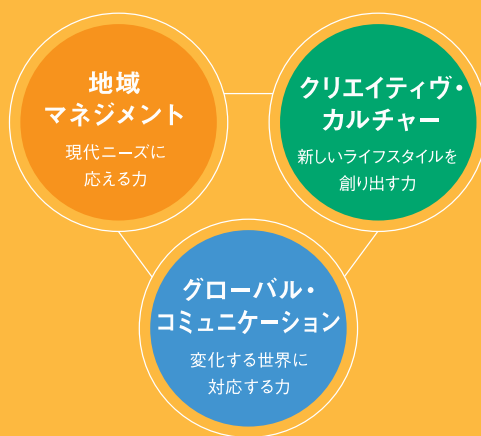 地域
マネジメント
現代ニーズに
応える力
クリエイティヴ・
カルチャー
新しいライフスタイルを
創り出す力
グローバル・
コミュニケーション
変化する世界に
対応する力